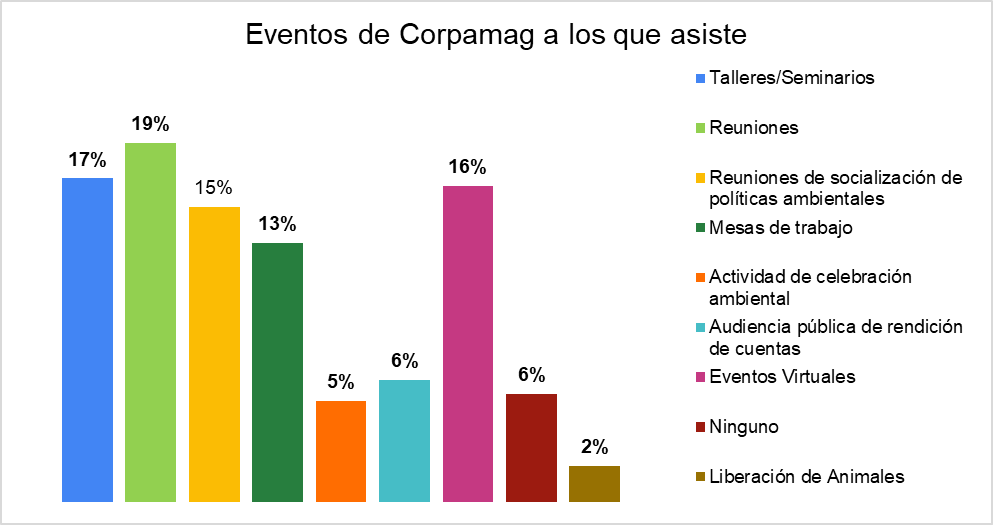 Eventos de Corpamag a los que asiste
17%
19%
15%
13%
5%
6%
16%
6%
2%
Talleres/Seminarios
Reuniones
Reuniones de socialización de
políticas ambientales
Mesas de trabajo
Actividad de celebración
ambiental
Audiencia pública de rendición
de cuentas
Eventos Virtuales
Ninguno
Liberación de Animales